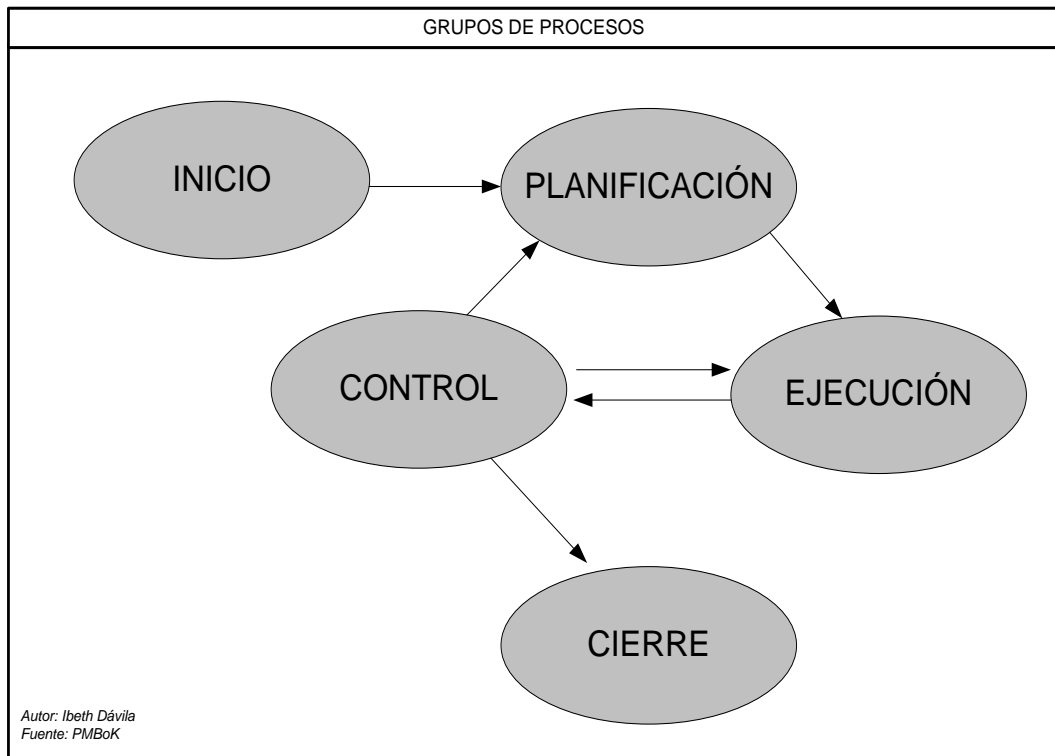 GRUPOS DE PROCESOS
INICIO
PLANIFICACIÓN
CONTROL
EJECUCIÓN
CIERRE
Autor: Ibeth Dávila
Fuente: PMBoK